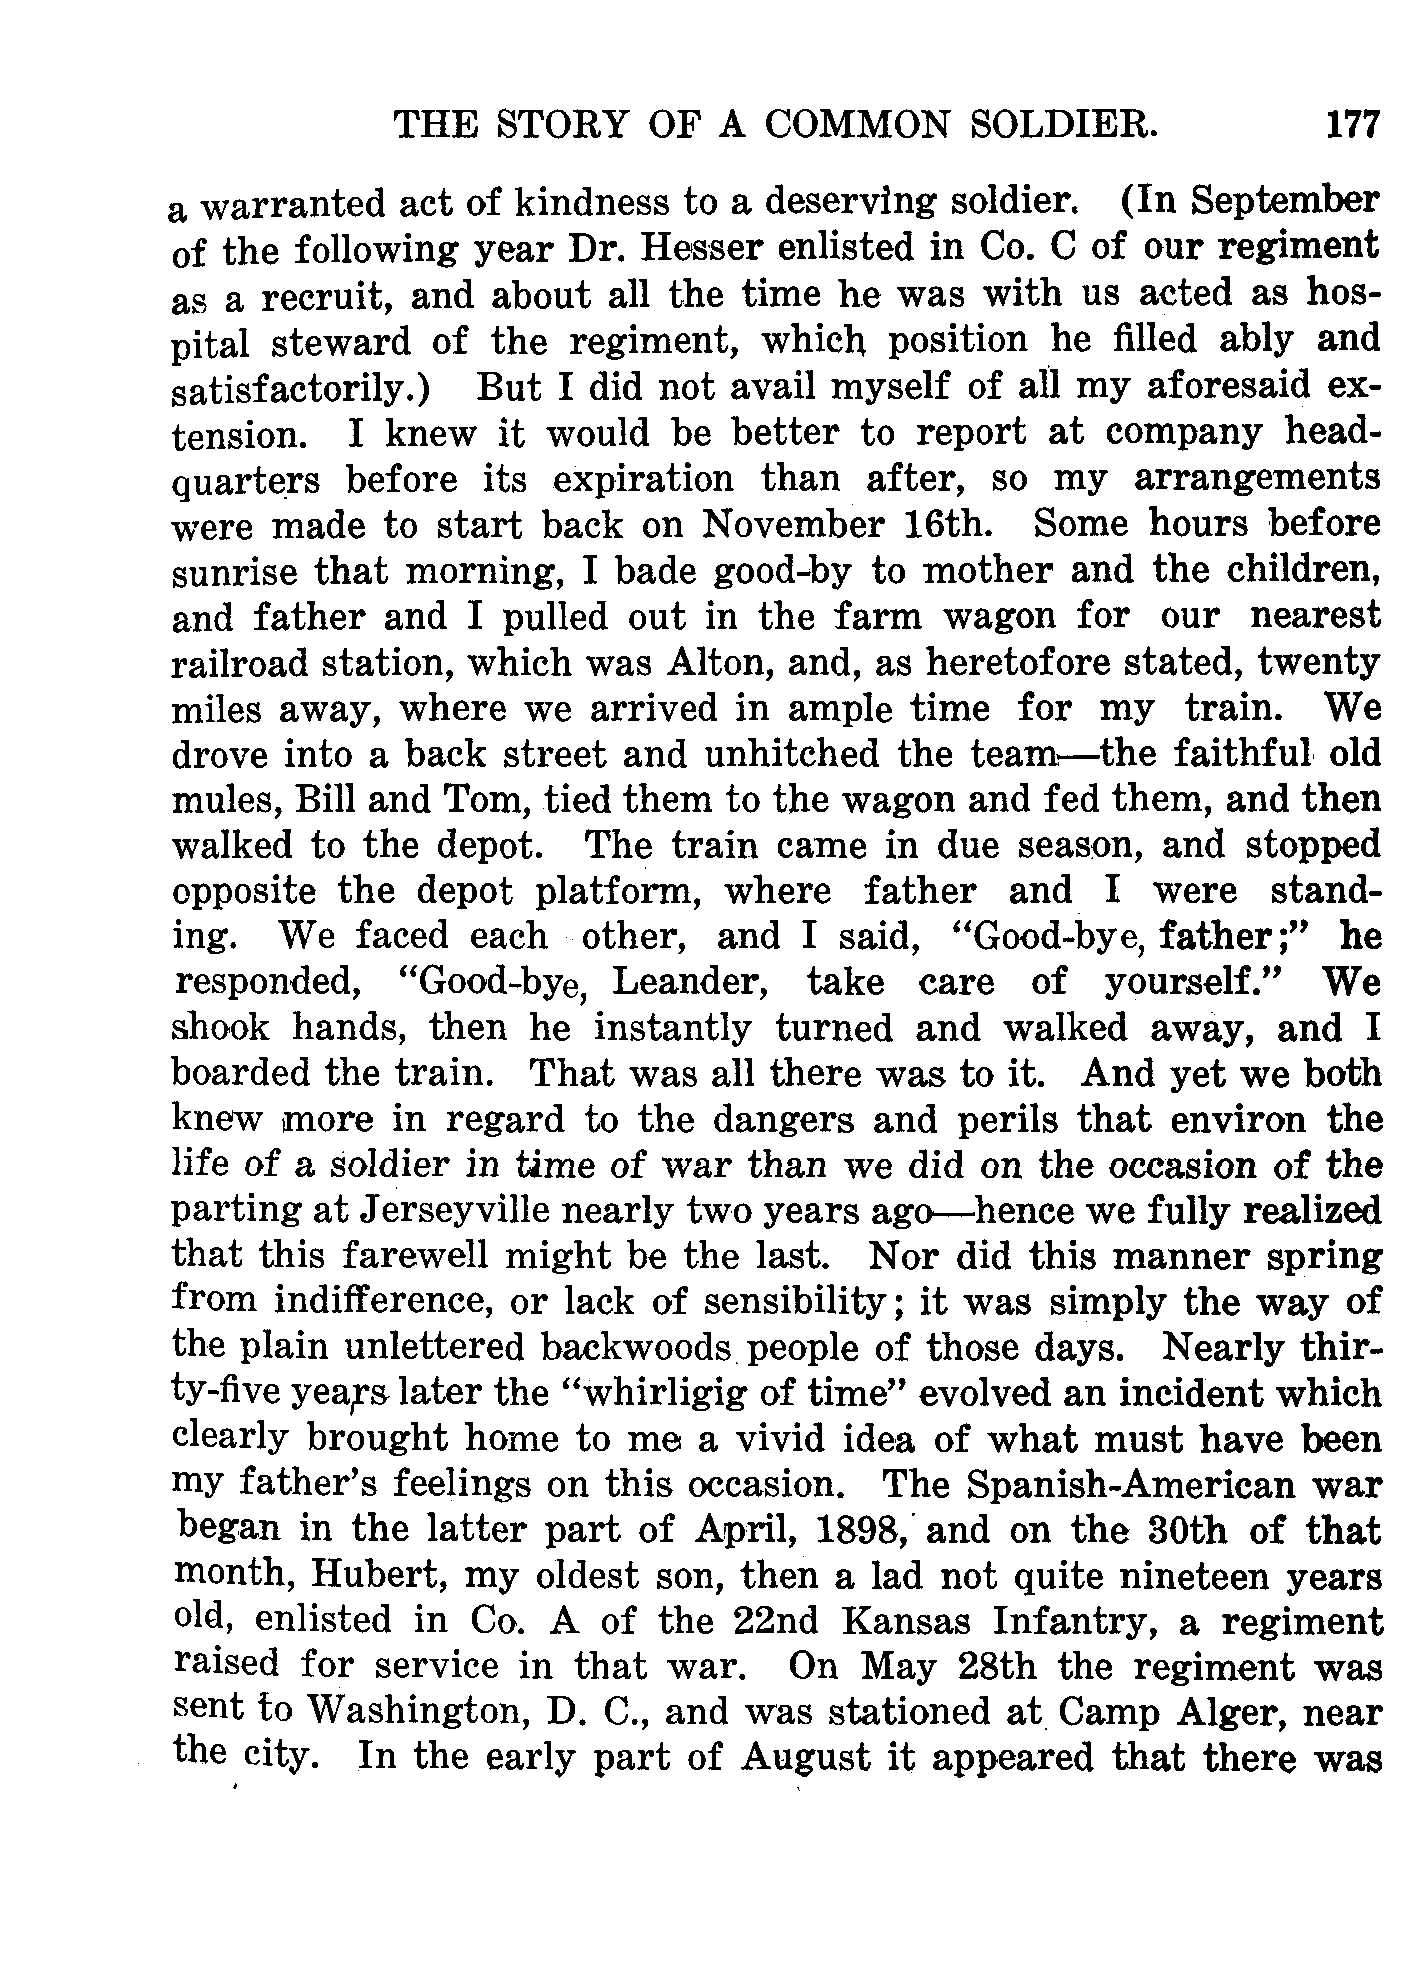 THE STORY OF A COMMON SOLDIER. 177
a warranted act of kindness to a deserving soldier. (In September
of the following year Dr. Hesser enlisted in Co. C of our regiment
as a recruit, and about all the time he was with us acted as hos-
pital steward of the regiment, which position he filled ably and
satisfactorily.) But I did not avail myself of all my aforesaid ex-
tension. I knew it would be better to report at company head-
quarters before its expiration than after, so my arrangements
were made to start back on November 16th. Some hours before
sunrise that morning, I bade good-by to mother and the children,
and father and I pulled out in the farm wagon for our nearest
railroad station, which was Alton, and, as heretofore stated, twenty
miles away, where we arrived in ample time for my train. We
drove into a back street and unhitched the team—the faithful old
mules, Bill and Tom, tied them to the wagon and fed them, and then
walked to the depot. The train came in due season, and stopped
opposite the depot platform, where father and I were stand-
ing. We faced each other, and I said, “Good-bye, father;” he
responded, “Good-bye, Leander, take care of yourself.” We
shook hands, then he instantly turned and walked away, and I
boarded the train. That was all there was to it. And yet we both
knew more in regard to the dangers and perils that environ the
life of a soldier in time of war than we did on the occasion of the
parting at Jerseyville nearly two years ago—hence we fully realized
that this farewell might be the last. Nor did this manner spring
from indifference, or lack of sensibility; it was simply the way of
the plain unlettered backwoods people of those days. Nearly thir-
ty-five years later the “whirligig of time” evolved an incident which
clearly brought home to me a vivid idea of what must have been
my father’s feelings on this occasion. The Spanish-American war
began in the latter part of April, 1898, and on the 30th of that
month, Hubert, my oldest son, then a lad not quite nineteen years
old, enlisted in Co. A of the 22nd Kansas Infantry, a regiment
raised for service in that war. On May 28th the regiment was
sent to Washington, D. C., and was stationed at Camp Alger, near
the city. In the early part of August it appeared that there was